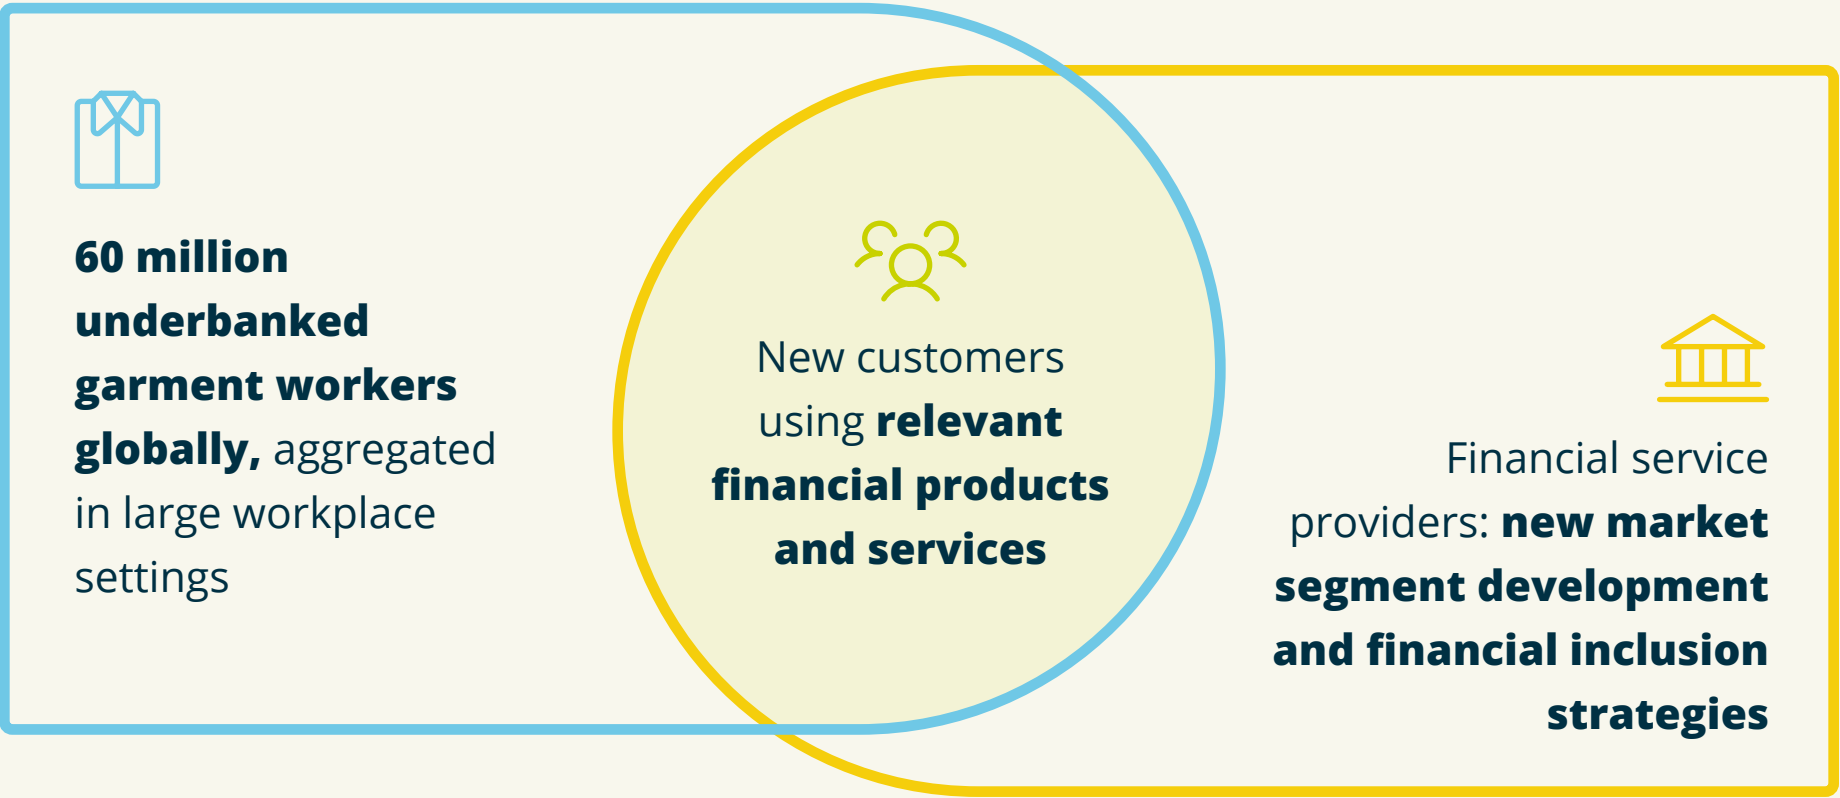 60 million
underbanked
garment workers
globally, aggregated
in large workplace
settings
New customers
using relevant
financial products
and services
Financial service
providers: new market
segment development
and financial inclusion
strategies